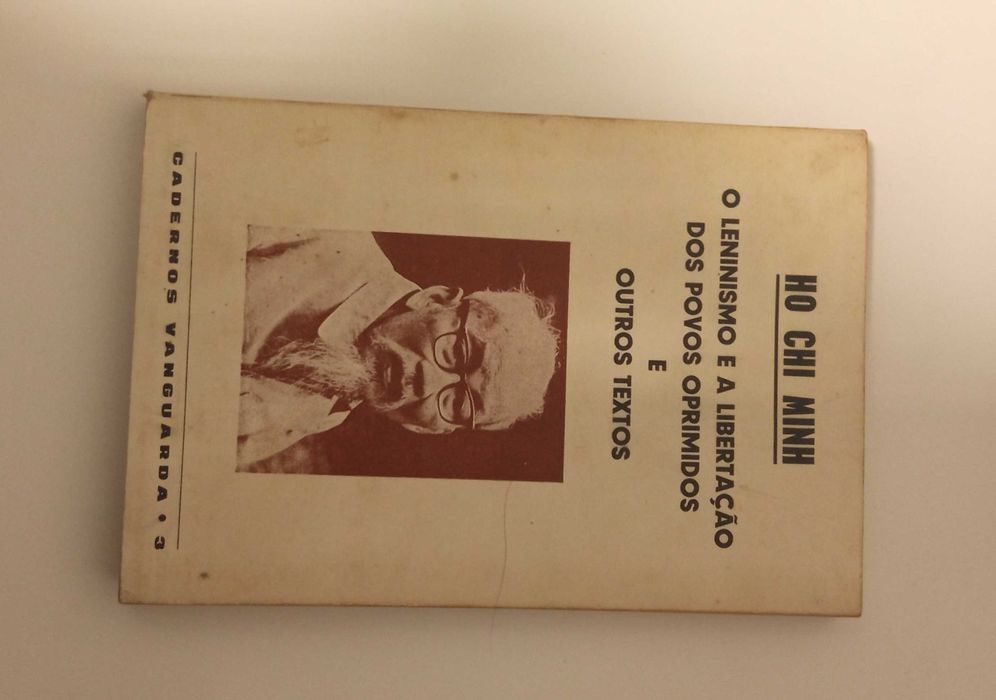 HO CHI MINH
O LENINISMO E A LIBERTAÇÃO
DOS POVOS OPRIMIDOS
E
OUTROS TEXTOS
CADERNOS VANGUARDA • 3